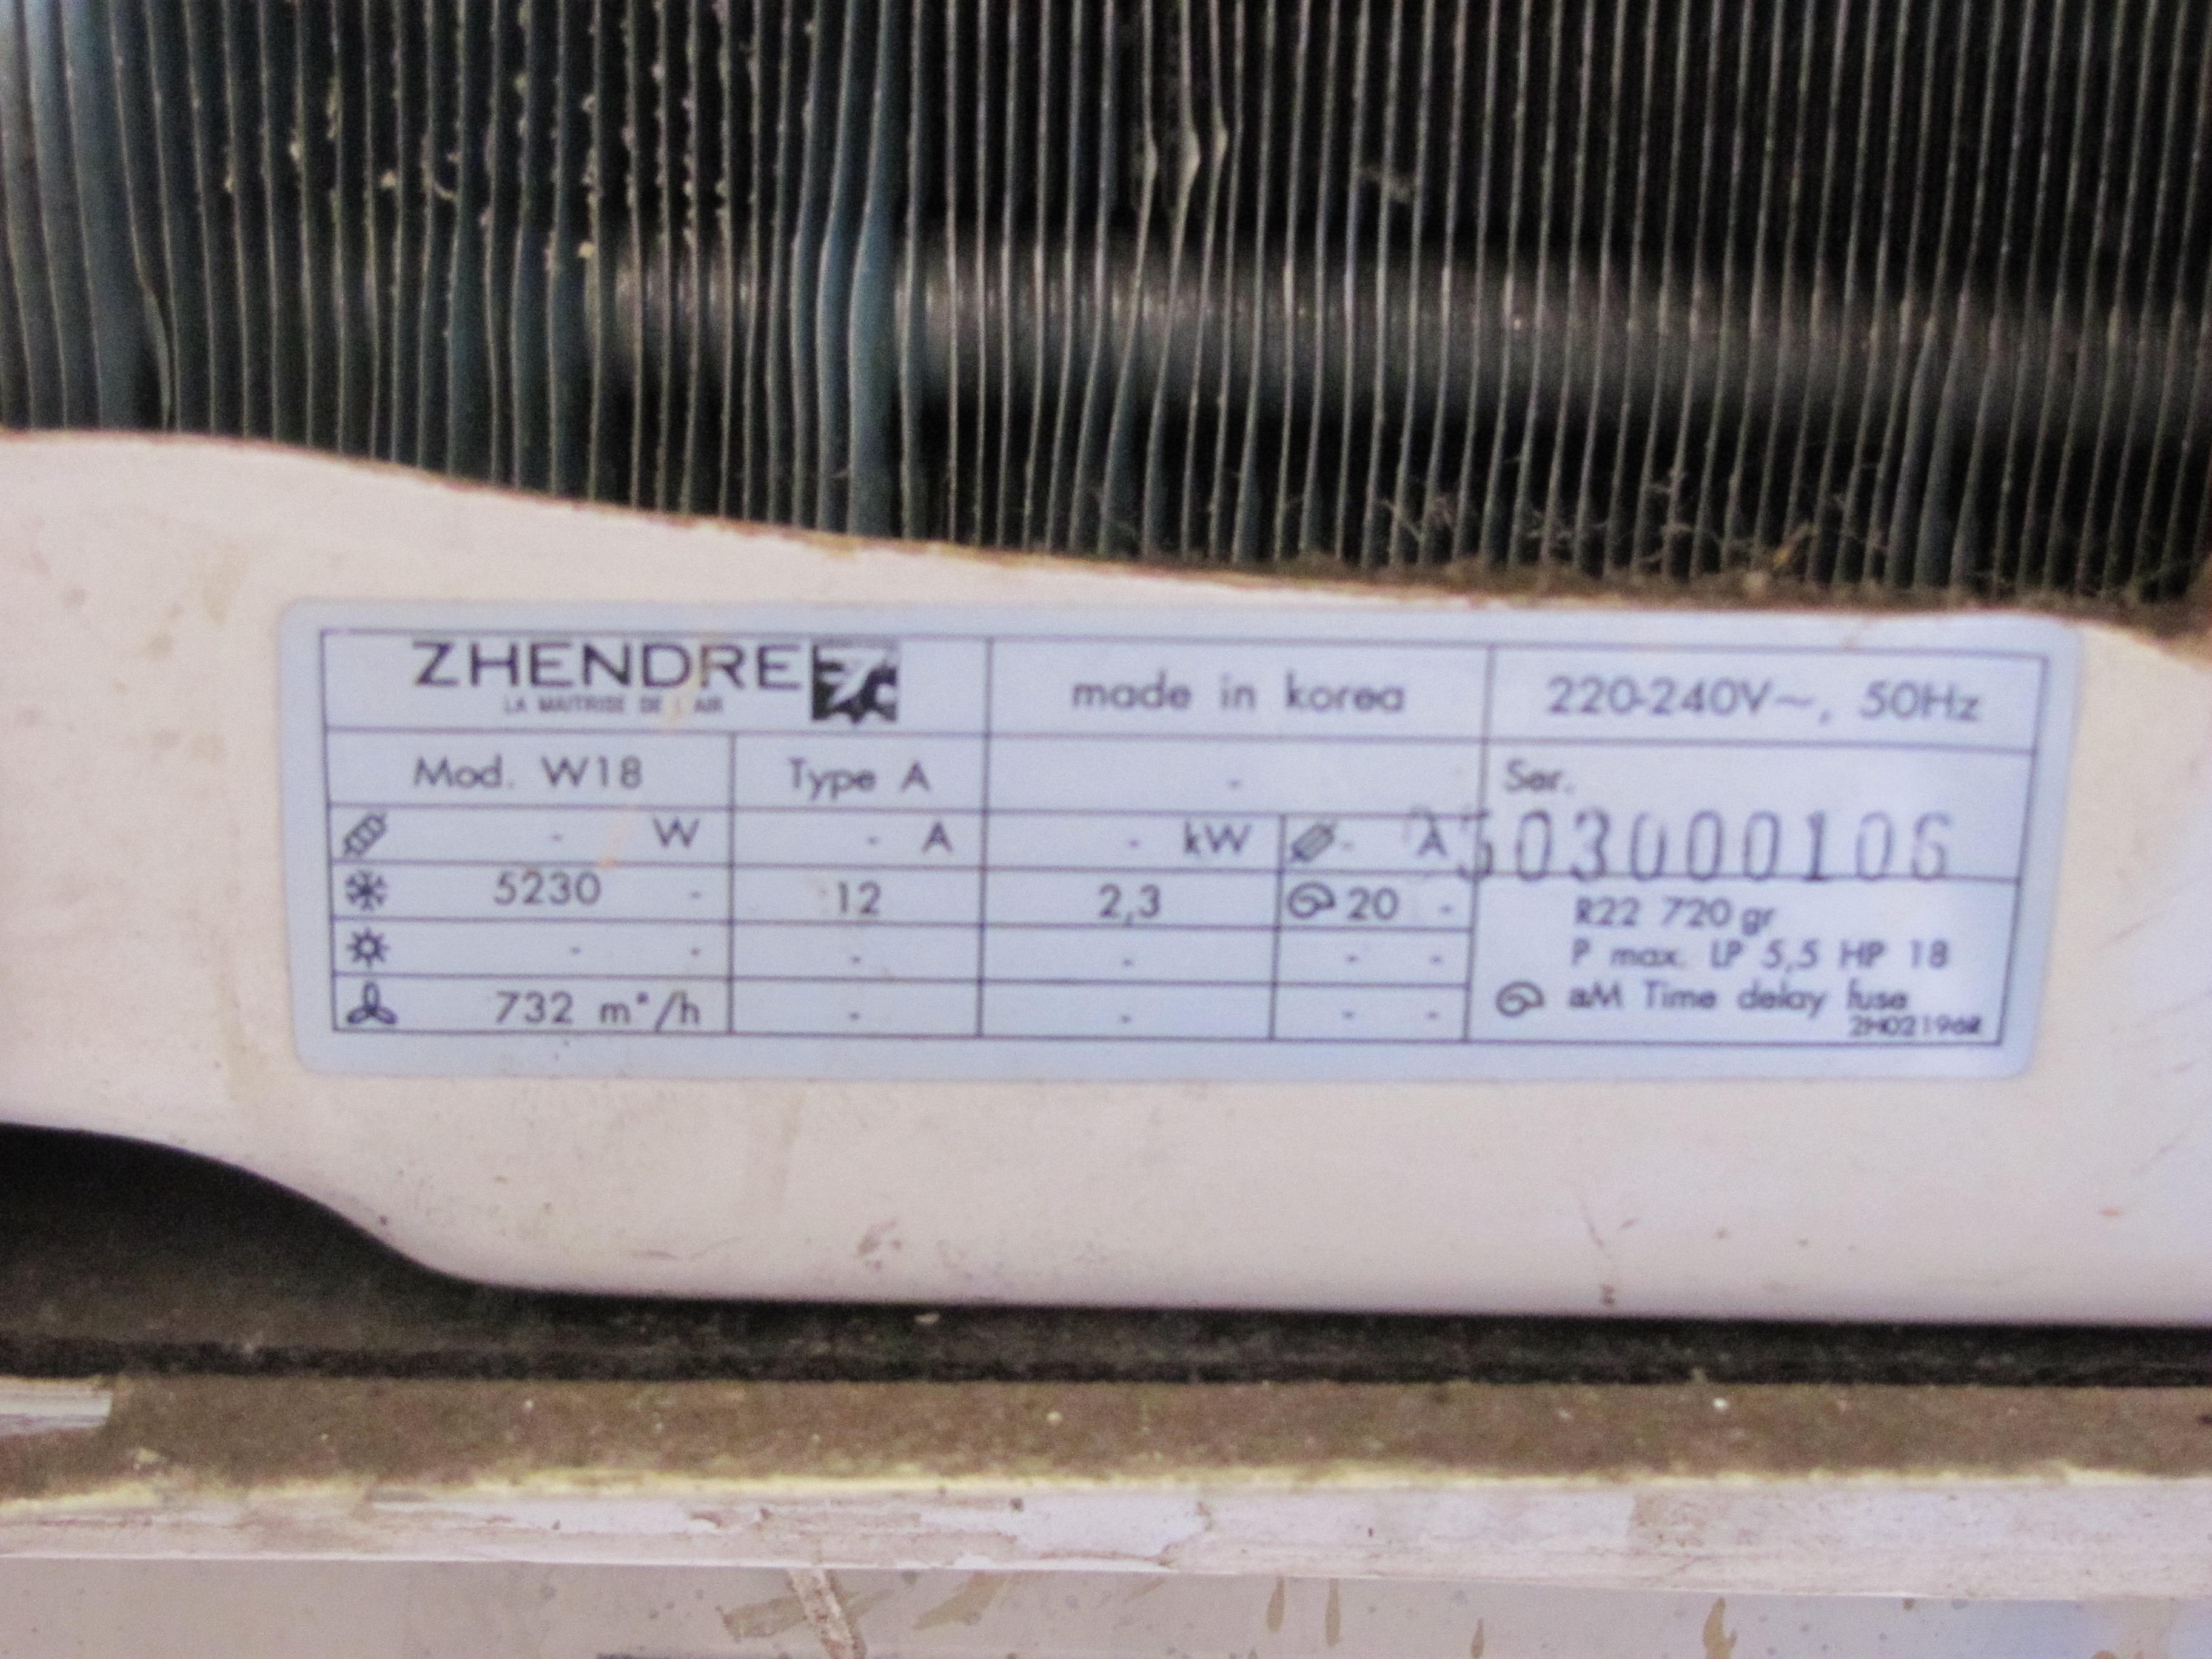 ZHENDRE
LA MAITRISE DE L'AIR
made in korea
220-240V~, 50Hz
Mod. W18
Type A
-
Ser.
- W
- A
- kW
- A
503000106
5230 -
12
2,3
20 -
R22 720 gr
- -
-
-
- -
P max. LP 5,5 HP 18
732 m³/h
-
-
- -
aM Time delay fuse
2H02196R